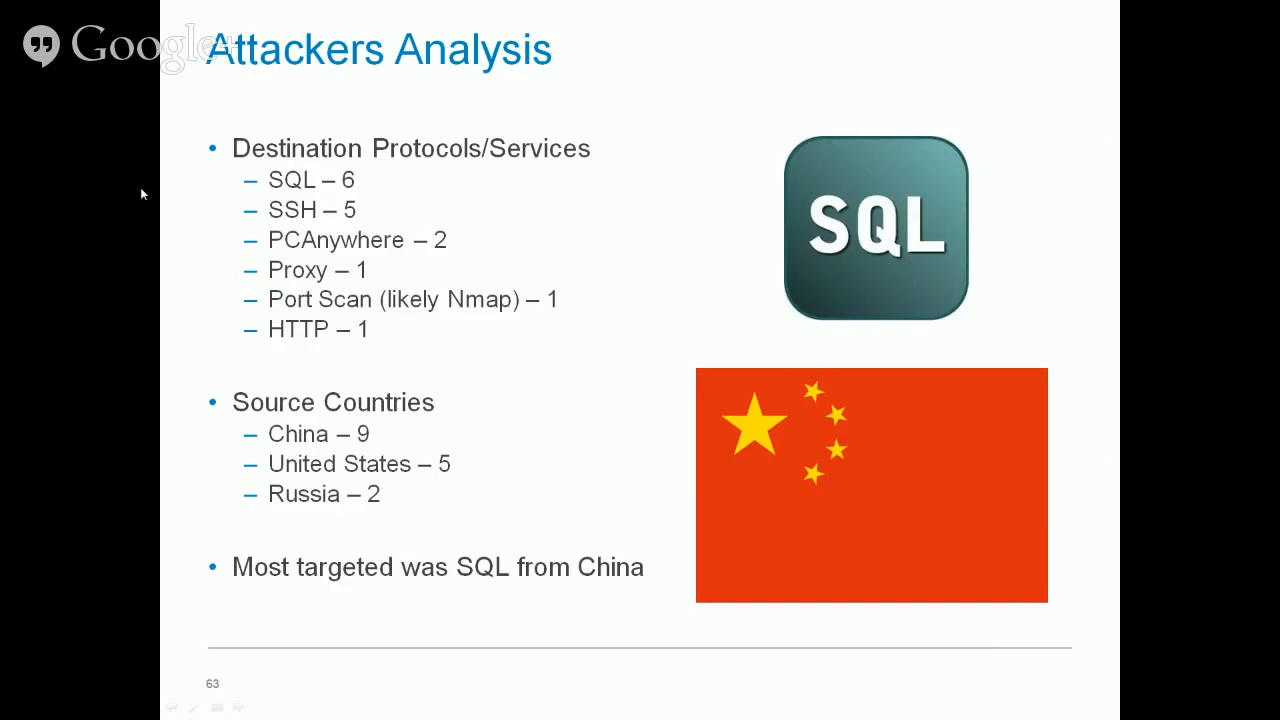 Google+
Attackers Analysis
• Destination Protocols/Services
– SQL – 6
– SSH – 5
– PCAnywhere – 2
– Proxy – 1
– Port Scan (likely Nmap) – 1
– HTTP – 1
SQL
• Source Countries
– China – 9
– United States – 5
– Russia – 2
• Most targeted was SQL from China
63